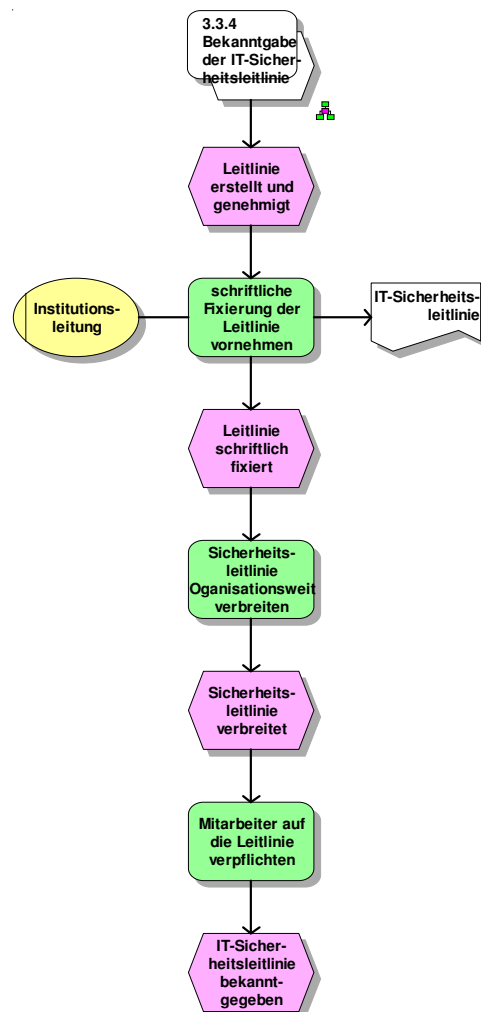 3.3.4
Bekanntgabe
der IT-Sicher-
heitsleitlinie
Leitlinie
erstellt und
genehmigt
Institutions-
leitung
schriftliche
Fixierung der
Leitlinie
vornehmen
IT-Sicherheits-
leitlinie
Leitlinie
schriftlich
fixiert
Sicherheits-
leitlinie
Oganisationsweit
verbreiten
Sicherheits-
leitlinie
verbreitet
Mitarbeiter auf
die Leitlinie
verpflichten
IT-Sicher-
heitsleitlinie
bekannt-
gegeben